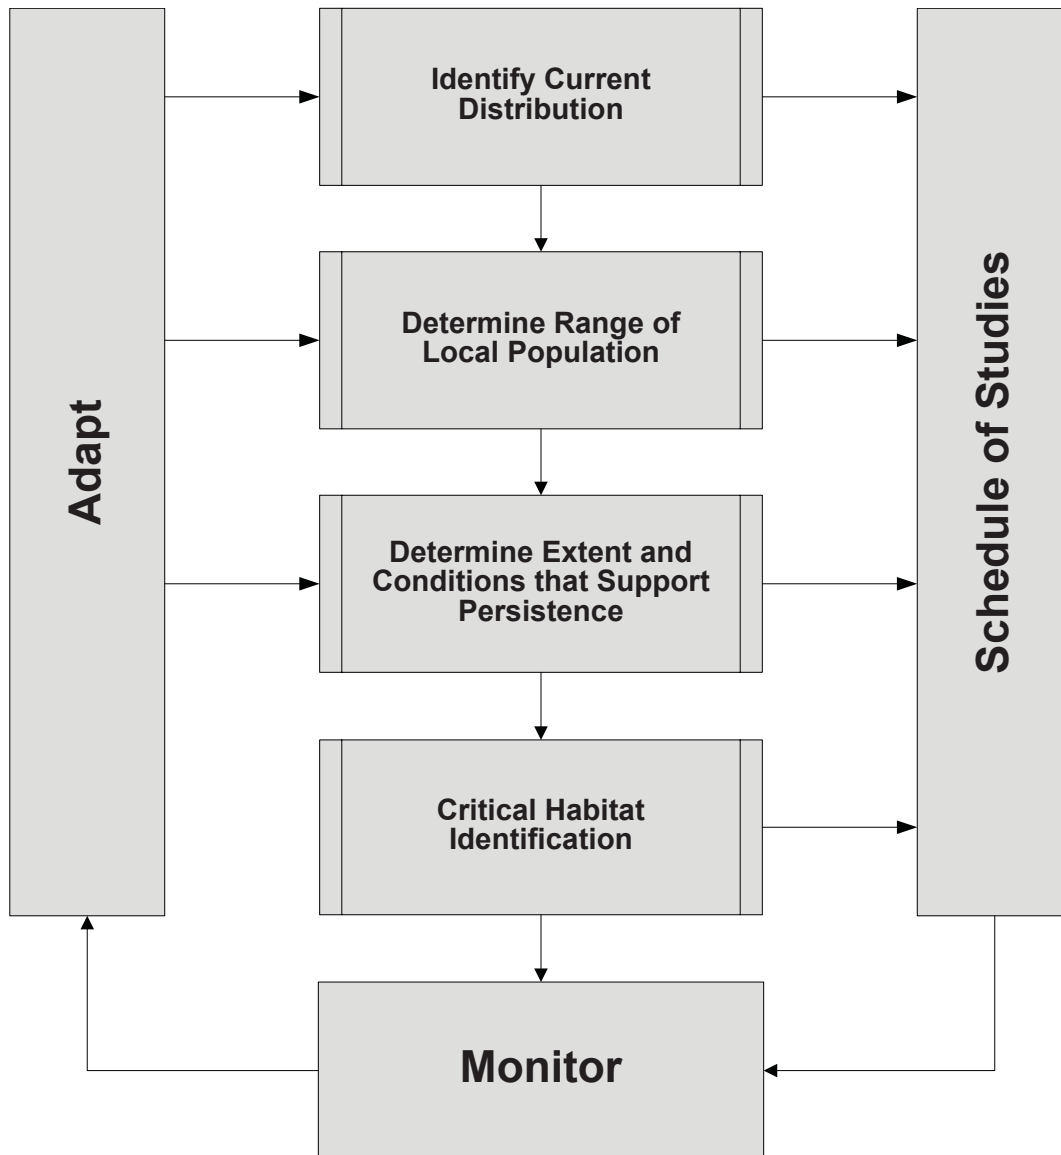 Identify Current
Distribution
Determine Range of
Local Population
Adapt
Schedule of Studies
Determine Extent and
Conditions that Support
Persistence
Critical Habitat
Identification
Monitor